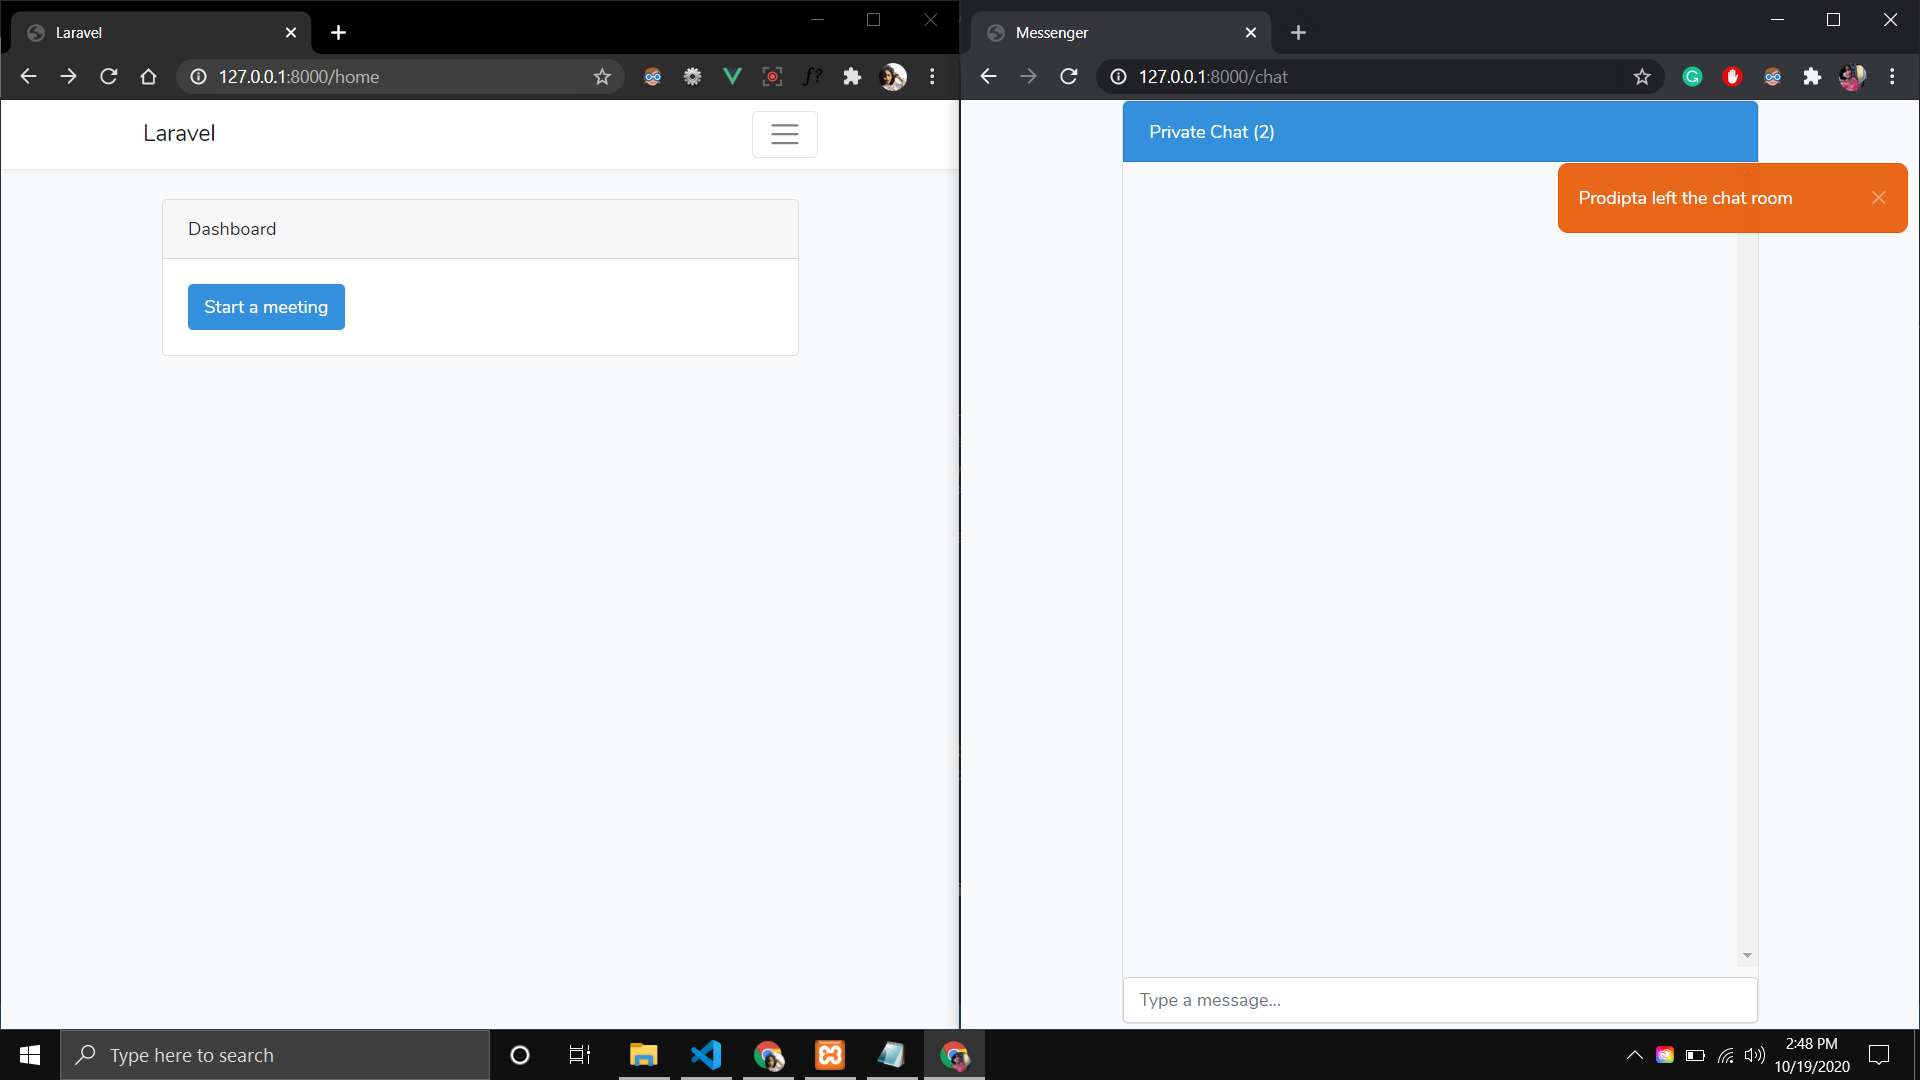 Laravel
127.0.0.1:8000/home
f?
Laravel
Dashboard
Start a meeting
Messenger
127.0.0.1:8000/chat
G
Private Chat (2)
Prodipta left the chat room
Type a message...
Type here to search
2:48 PM
10/19/2020